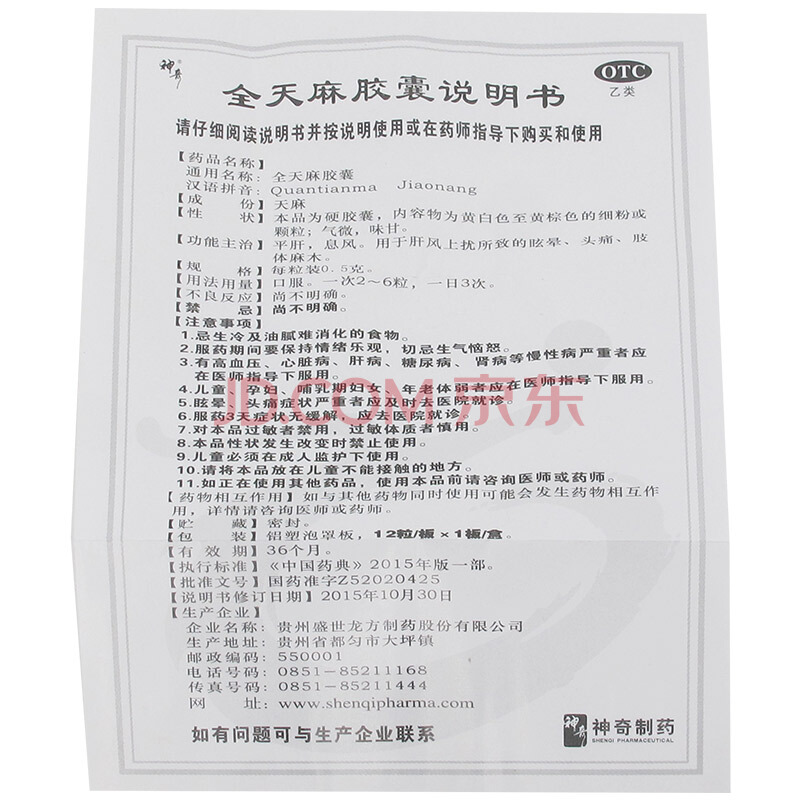 神奇
OTC
乙类
全天麻胶囊说明书
请仔细阅读说明书并按说明使用或在药师指导下购买和使用
【药品名称】
通用名称：全天麻胶囊
汉语拼音：Quantianma Jiaonang
【成 份】天麻
【性 状】本品为硬胶囊，内容物为黄白色至黄棕色的细粉或
颗粒；气微，味甘。
【功能主治】平肝，息风。用于肝风上扰所致的眩晕、头痛、肢
体麻木。
【规 格】每粒装0.5克。
【用法用量】口服。一次2～6粒，一日3次。
【不良反应】尚不明确。
【禁 忌】尚不明确。
【注意事项】
1.忌生冷及油腻难消化的食物。
2.服药期间要保持情绪乐观，切忌生气恼怒。
3.有高血压、心脏病、肝病、糖尿病、肾病等慢性病严重者应
在医师指导下服用。
4.儿童、孕妇、哺乳期妇女、年老体弱者应在医师指导下服用。
5.眩晕、头痛症状严重者应及时去医院就诊。
6.服药3天症状无缓解，应去医院就诊。
JD.COM 京东
7.对本品过敏者禁用，过敏体质者慎用。
8.本品性状发生改变时禁止使用。
9.儿童必须在成人监护下使用。
10.请将本品放在儿童不能接触的地方。
11.如正在使用其他药品，使用本品前请咨询医师或药师。
【药物相互作用】如与其他药物同时使用可能会发生药物相互作
用，详情请咨询医师或药师。
【贮 藏】密封。
【包 装】铝塑泡罩板，12粒/板×1板/盒。
【有 效 期】36个月。
【执行标准】《中国药典》2015年版一部。
【批准文号】国药准字Z52020425
【说明书修订日期】2015年10月30日
【生产企业】
企业名称：贵州盛世龙方制药股份有限公司
生产地址：贵州省都匀市大坪镇
邮政编码：550001
电话号码：0851-85211168
传真号码：0851-85211444
网 址：www.shenqipharma.com
如有问题可与生产企业联系
神奇
神奇制药
SHENQI PHARMACEUTICAL